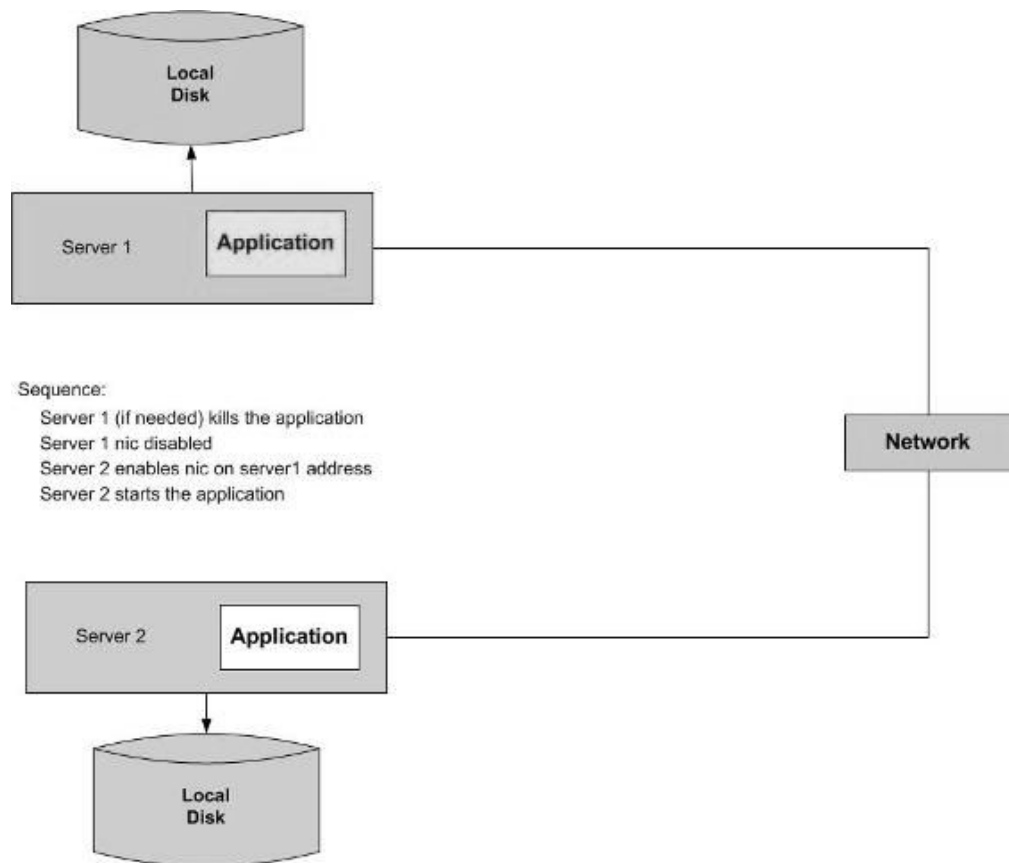 Local
Disk
Server 1
Application
Sequence:
Server 1 (if needed) kills the application
Server 1 nic disabled
Server 2 enables nic on server1 address
Server 2 starts the application
Network
Server 2
Application
Local
Disk